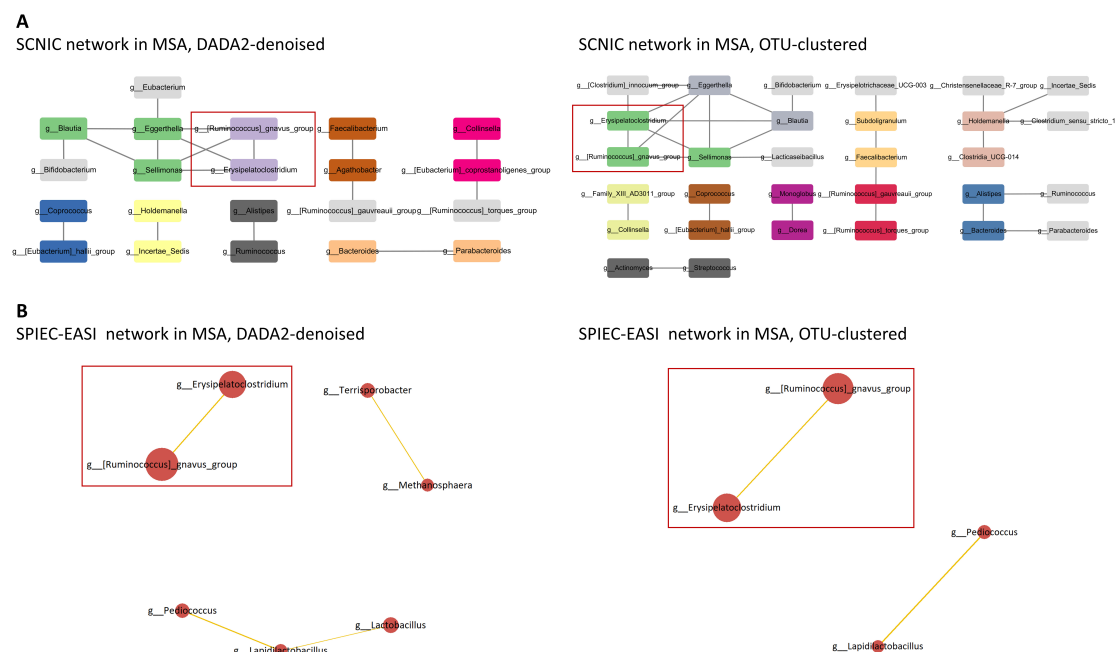 A
SCNIC network in MSA, DADA2-denoised
SCNIC network in MSA, OTU-clustered
g__Eubacterium
g__Blautia
g__Eggerthella
g__[Ruminococcus]_gnavus_group
g__Faecalibacterium
g__Collinsella
g__Bifidobacterium
g__Sellimonas
g__Erysipelatoclostridium
g__Agathobacter
g__[Eubacterium]_coprostanoligenes_group
g__Coprococcus
g__Holdemanella
g__Alistipes
g__[Ruminococcus]_gauvreauii_group
g__[Ruminococcus]_torques_group
g__[Eubacterium]_hallii_group
g__Incertae_Sedis
g__Ruminococcus
g__Bacteroides
g__Parabacteroides
g__[Clostridium]_innocuum_group
g__Eggerthella
g__Bifidobacterium
g__Erysipelotrichaceae_UCG-003
g__Christensenellaceae_R-7_group
g__Incertae_Sedis
g__Erysipelatoclostridium
g__Blautia
g__Subdoligranulum
g__Holdemanella
g__Clostridium_sensu_stricto_1
g__[Ruminococcus]_gnavus_group
g__Sellimonas
g__Lacticaseibacillus
g__Faecalibacterium
g__Clostridia_UCG-014
g__Family_XIII_AD3011_group
g__Coprococcus
g__Monoglobus
g__[Ruminococcus]_gauvreauii_group
g__Alistipes
g__Ruminococcus
g__Collinsella
g__[Eubacterium]_hallii_group
g__Dorea
g__[Ruminococcus]_torques_group
g__Bacteroides
g__Parabacteroides
g__Actinomyces
g__Streptococcus
B
SPIEC-EASI network in MSA, DADA2-denoised
SPIEC-EASI network in MSA, OTU-clustered
g__Erysipelatoclostridium
g__Terrisporobacter
g__[Ruminococcus]_gnavus_group
g__Methanosphaera
g__Pediococcus
g__Lactobacillus
g__Lapidilactobacillus
g__[Ruminococcus]_gnavus_group
g__Erysipelatoclostridium
g__Pediococcus
g__Lapidilactobacillus